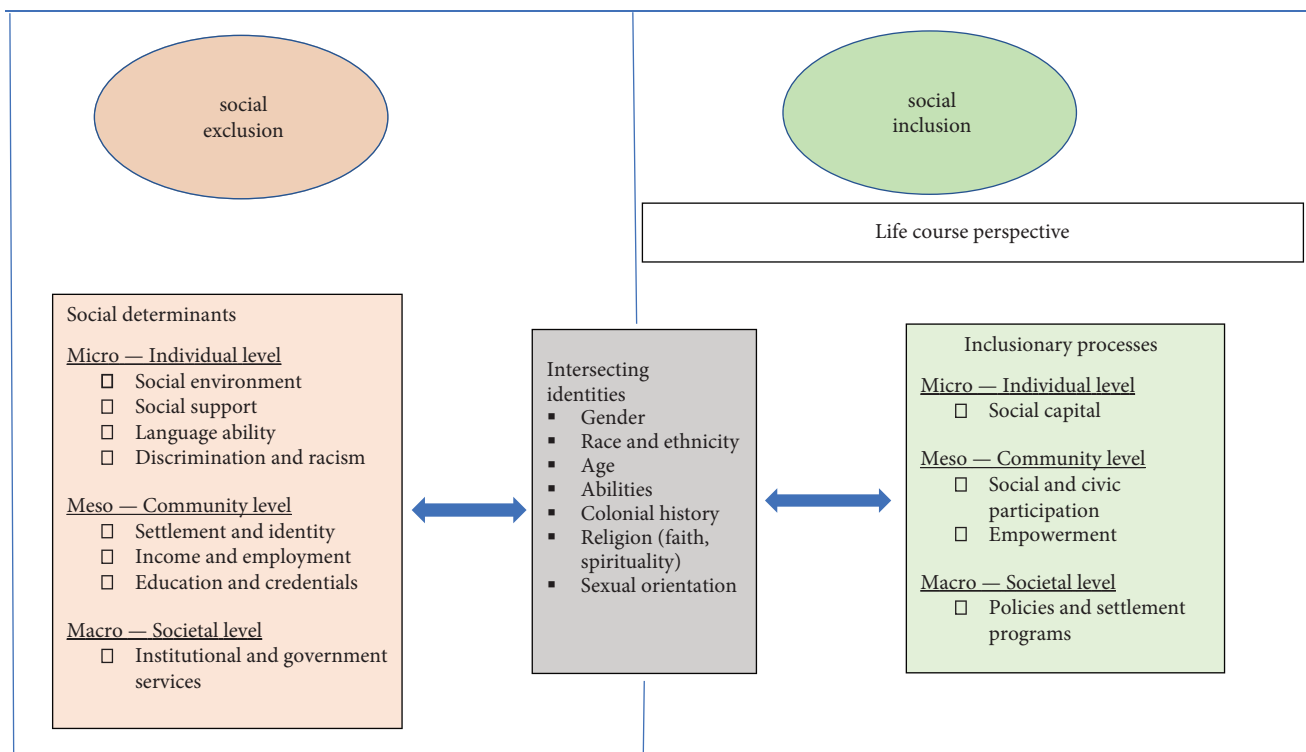 social
exclusion
social
inclusion
Life course perspective
Social determinants
Micro — Individual level
Social environment
Social support
Language ability
Discrimination and racism
Meso — Community level
Settlement and identity
Income and employment
Education and credentials
Macro — Societal level
Institutional and government
services
Intersecting
identities
Gender
Race and ethnicity
Age
Abilities
Colonial history
Religion (faith,
spirituality)
Sexual orientation
Inclusionary processes
Micro — Individual level
Social capital
Meso — Community level
Social and civic
participation
Empowerment
Macro — Societal level
Policies and settlement
programs